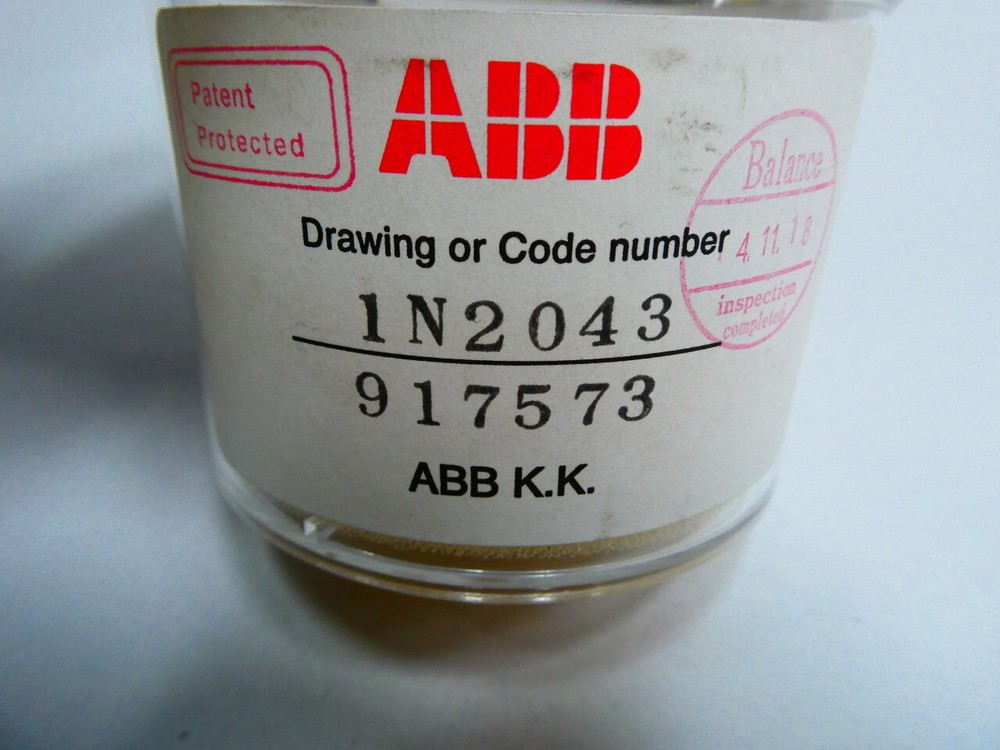 Patent
Protected
ABB
Balance
Drawing or Code number
4.11.18
inspection
completed
1N2043
917573
ABB K.K.